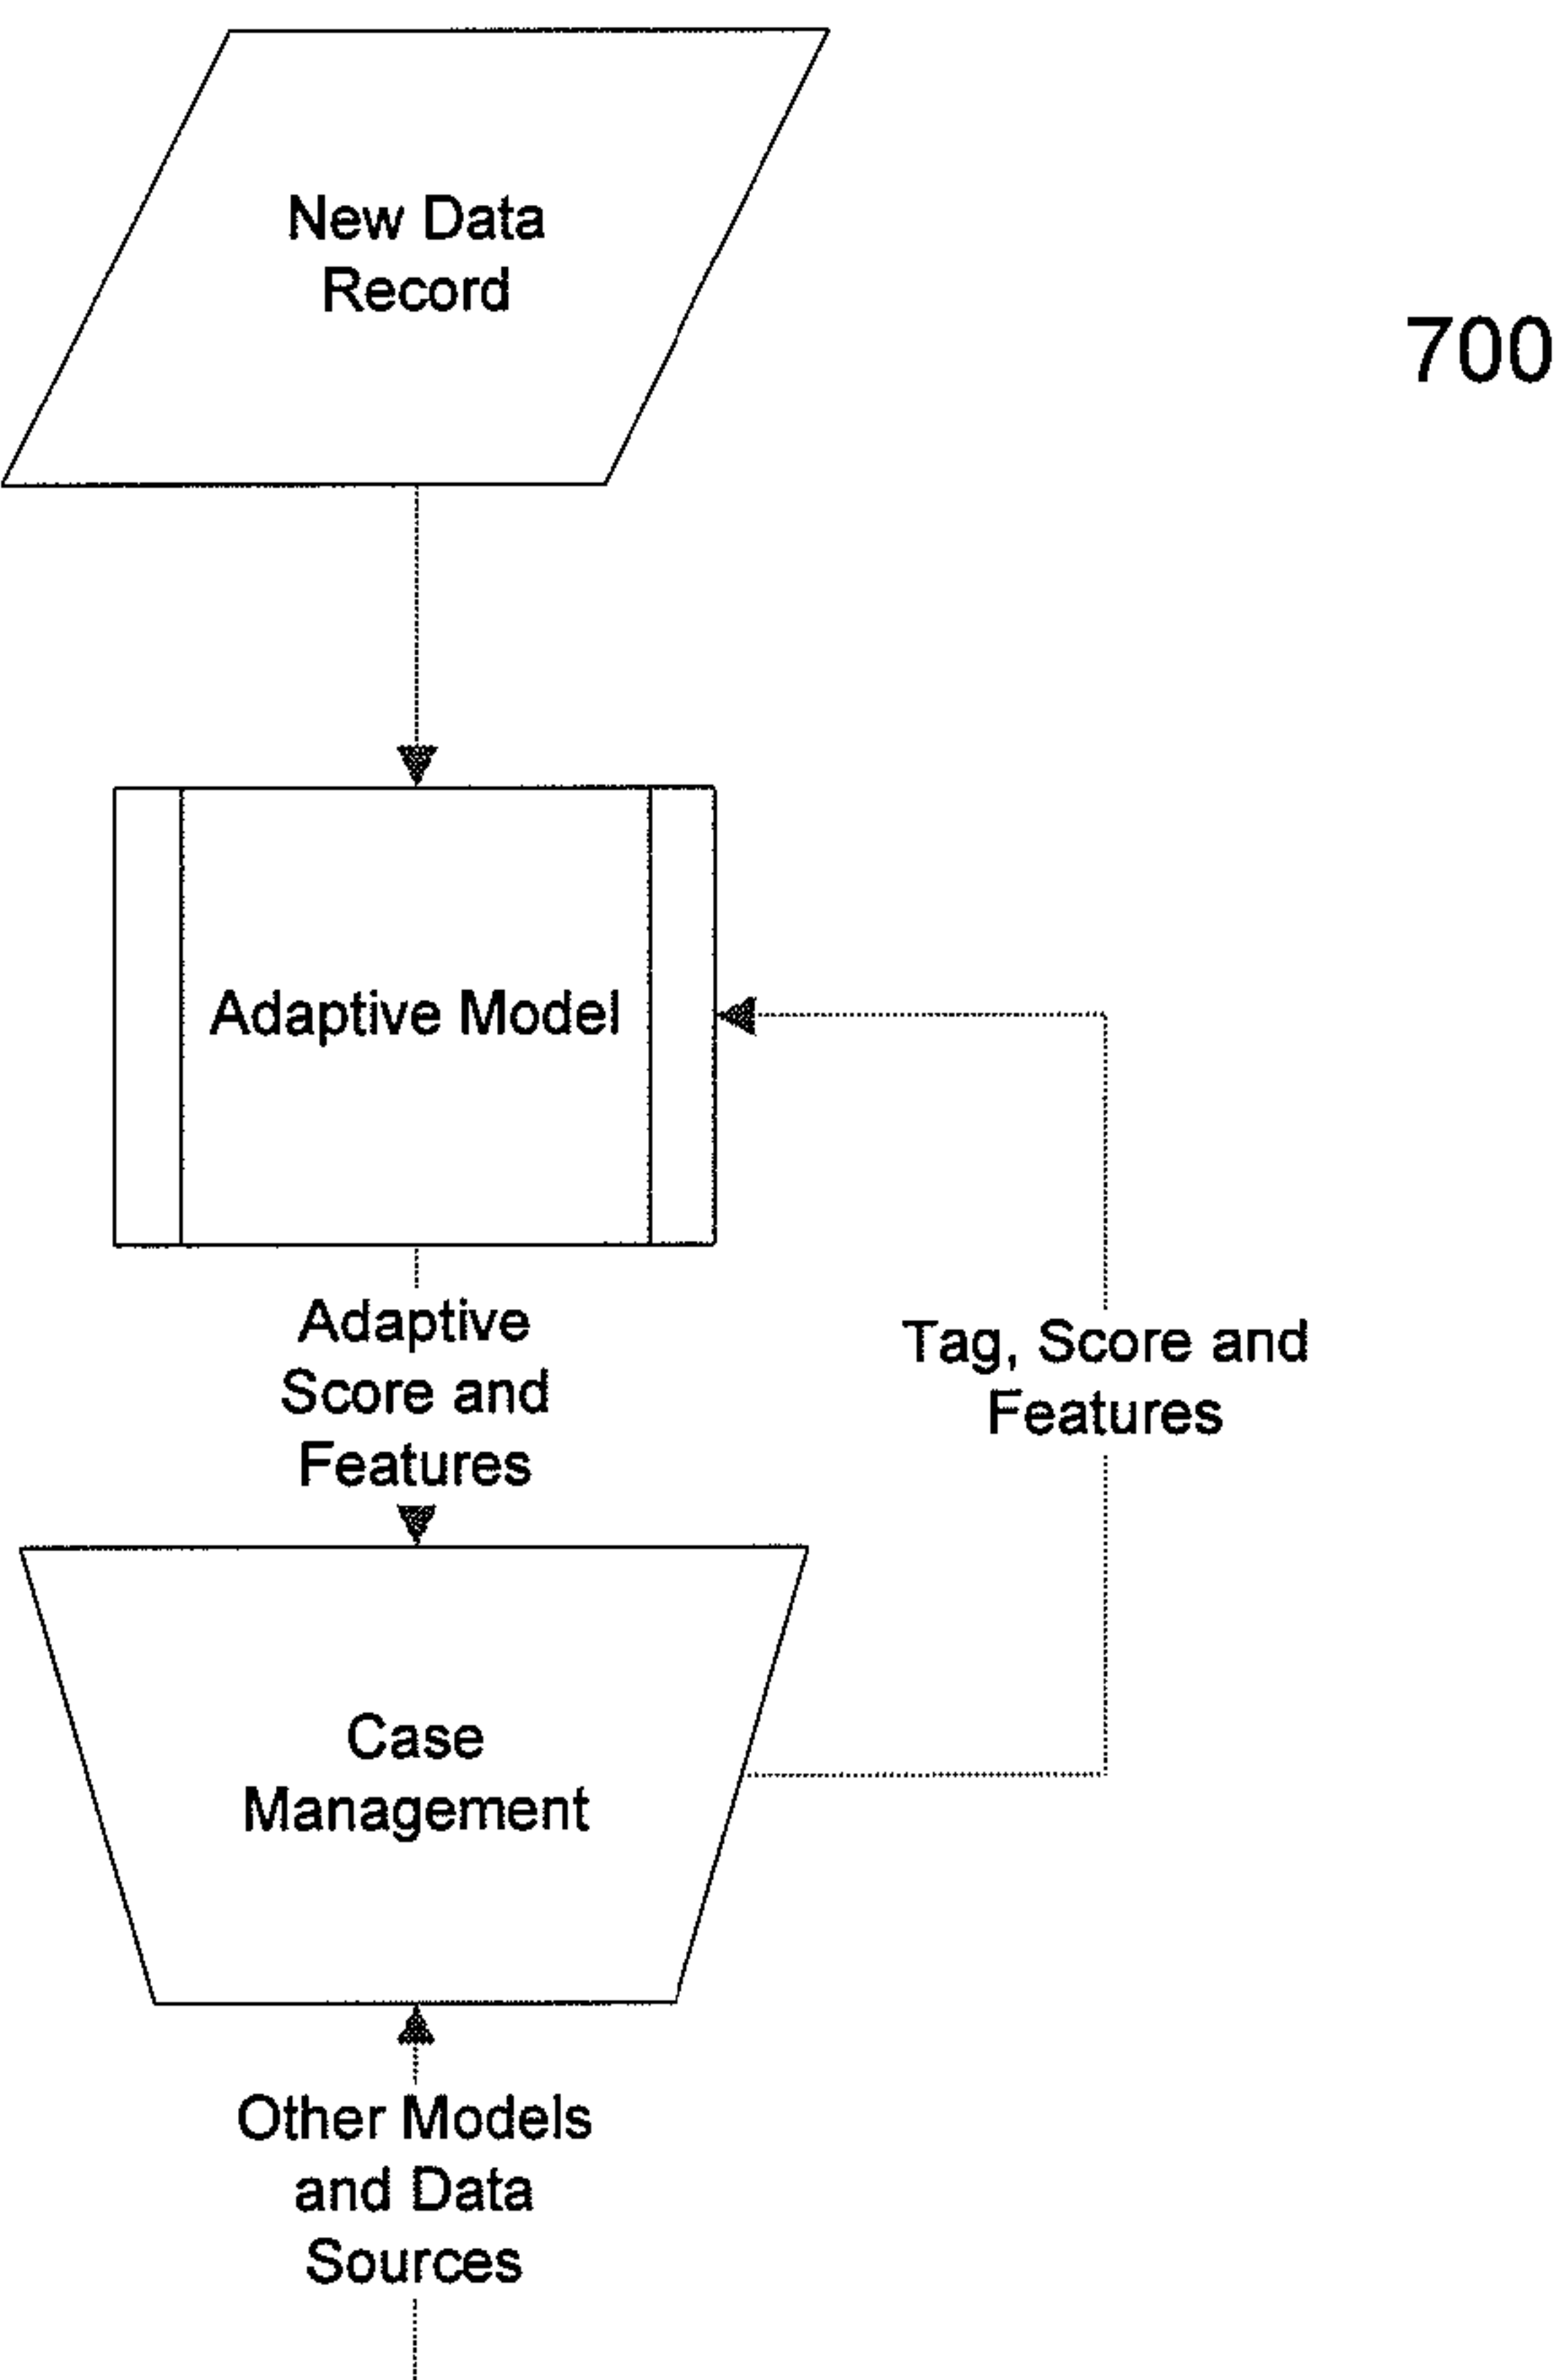 New Data
Record
700
Adaptive Model
Adaptive
Score and
Features
Tag, Score and
Features
Case
Management
Other Models
and Data
Sources